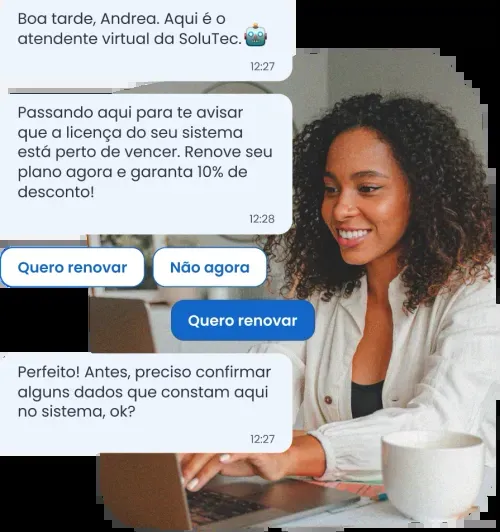 Boa tarde, Andrea. Aqui é o
atendente virtual da SoluTec.
12:27
Passando aqui para te avisar
que a licença do seu sistema
está perto de vencer. Renove seu
plano agora e garanta 10% de
desconto!
12:28
Quero renovar Não agora
Quero renovar
Perfeito! Antes, preciso confirmar
alguns dados que constam aqui
no sistema, ok?
12:27